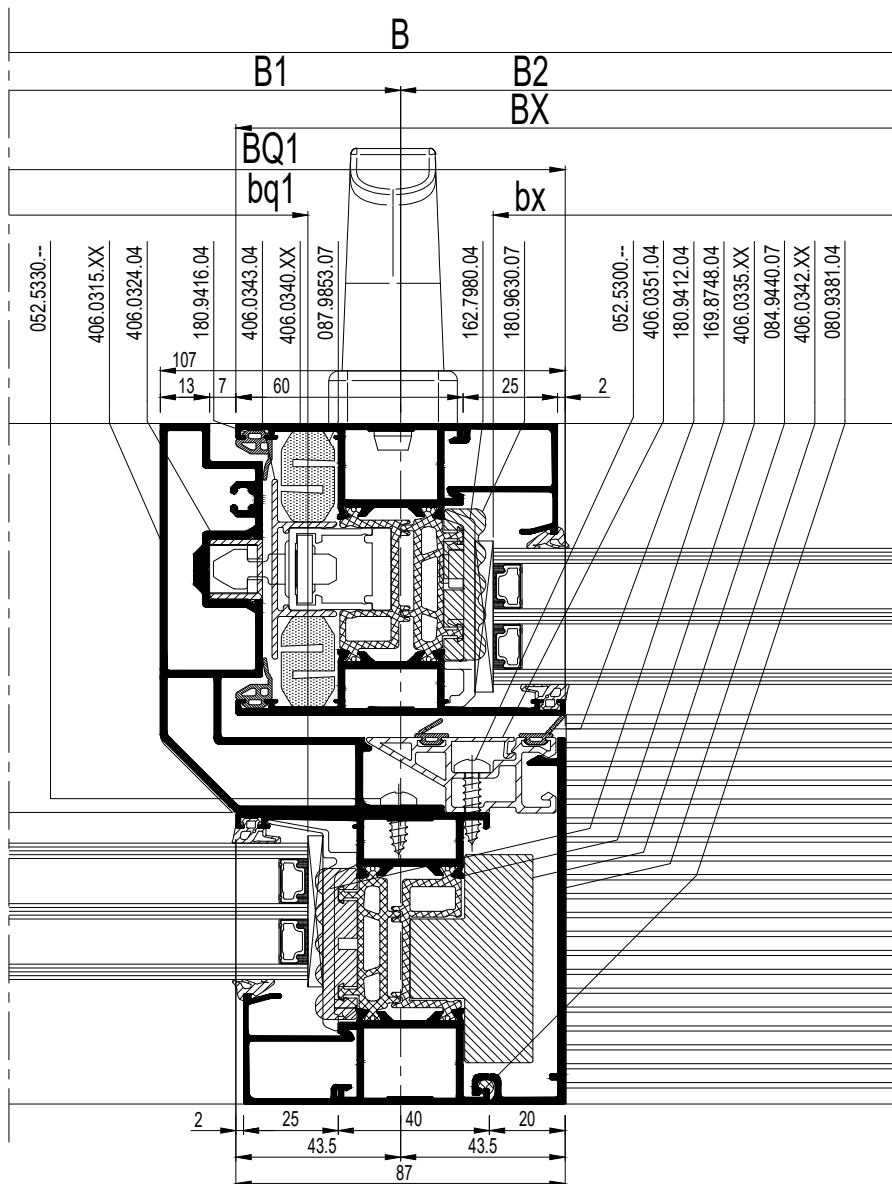 B
B1 B2
BX
BQ1
bq1 bx
052.5330.--
406.0315.XX
406.0324.04
180.9416.04
406.0343.04
406.0340.XX
087.9853.07
162.7980.04
180.9630.07
052.5300.--
406.0351.04
180.9412.04
169.8748.04
406.0335.XX
084.9440.07
406.0342.XX
080.9381.04
107
13 7 60 25 2
2 25 40 20
43.5 43.5
87